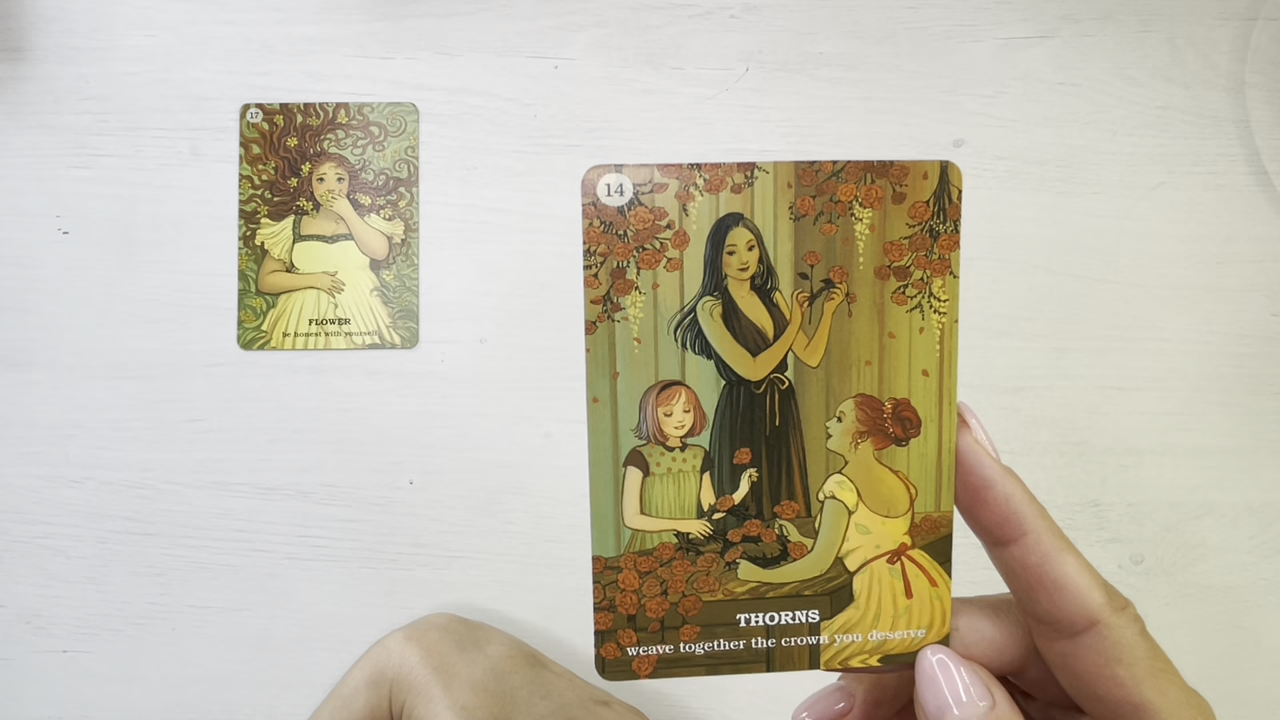 17
FLOWER
be honest with yourself
14
THORNS
weave together the crown you deserve